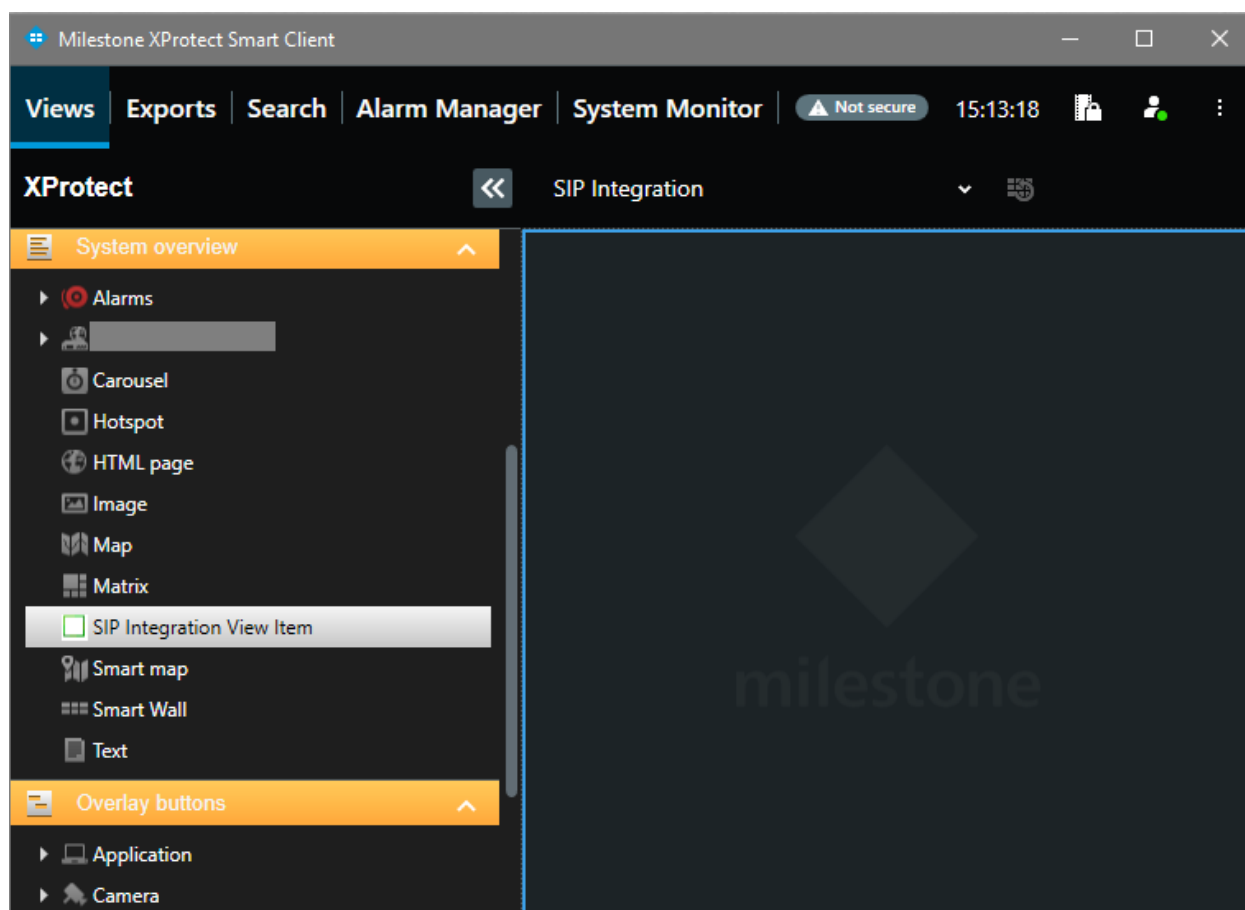 Milestone XProtect Smart Client
Views Exports Search Alarm Manager System Monitor Not secure 15:13:18
XProtect SIP Integration
System overview
Alarms
Carousel
Hotspot
HTML page
Image
Map
Matrix
SIP Integration View Item
Smart map
Smart Wall
Text
milestone
Overlay buttons
Application
Camera